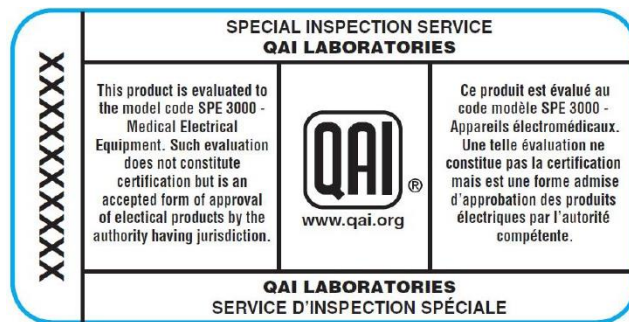 SPECIAL INSPECTION SERVICE
QAI LABORATORIES
XXXXXXXXXX
This product is evaluated to
the model code SPE 3000 -
Medical Electrical
Equipment. Such evaluation
does not constitute
certification but is an
accepted form of approval
of electical products by the
authority having jurisdiction.
QAI
®
www.qai.org
Ce produit est évalué au
code modèle SPE 3000 -
Appareils électromédicaux.
Une telle évaluation ne
constitue pas la certification
mais est une forme admise
d'approbation des produits
électriques par l'autorité
compétente.
QAI LABORATORIES
SERVICE D'INSPECTION SPÉCIALE